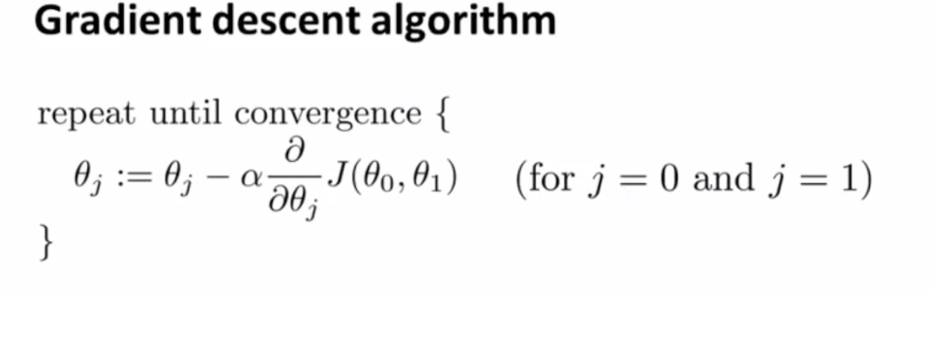 Gradient descent algorithm
repeat until convergence {
θ_j := θ_j − α ∂/∂θ_j J(θ_0, θ_1) (for j = 0 and j = 1)
}